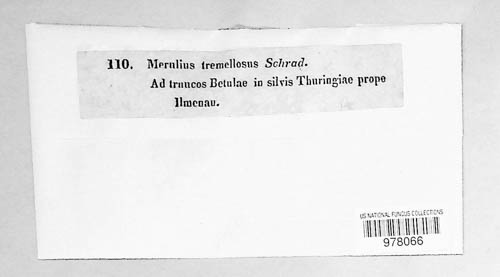 110. Merulius tremellosus Schrad.
Ad truncos Betulae in silvis Thuringiae prope
Ilmenau.
US NATIONAL FUNGUS COLLECTIONS
978066